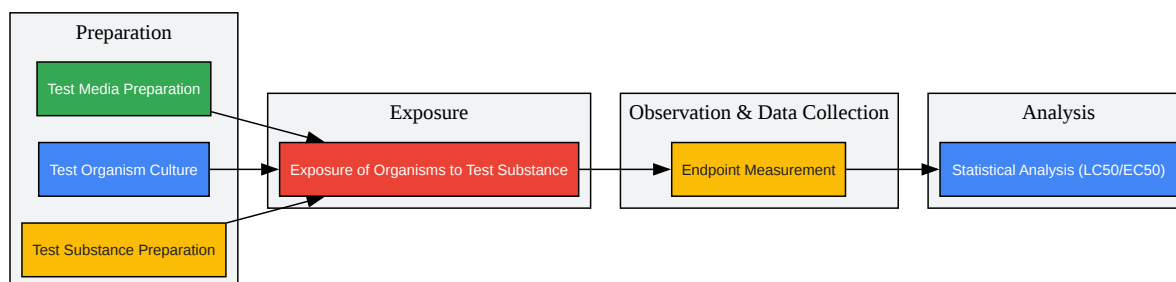 Preparation
Test Media Preparation
Test Organism Culture
Test Substance Preparation
Exposure
Exposure of Organisms to Test Substance
Observation & Data Collection
Endpoint Measurement
Analysis
Statistical Analysis (LC50/EC50)